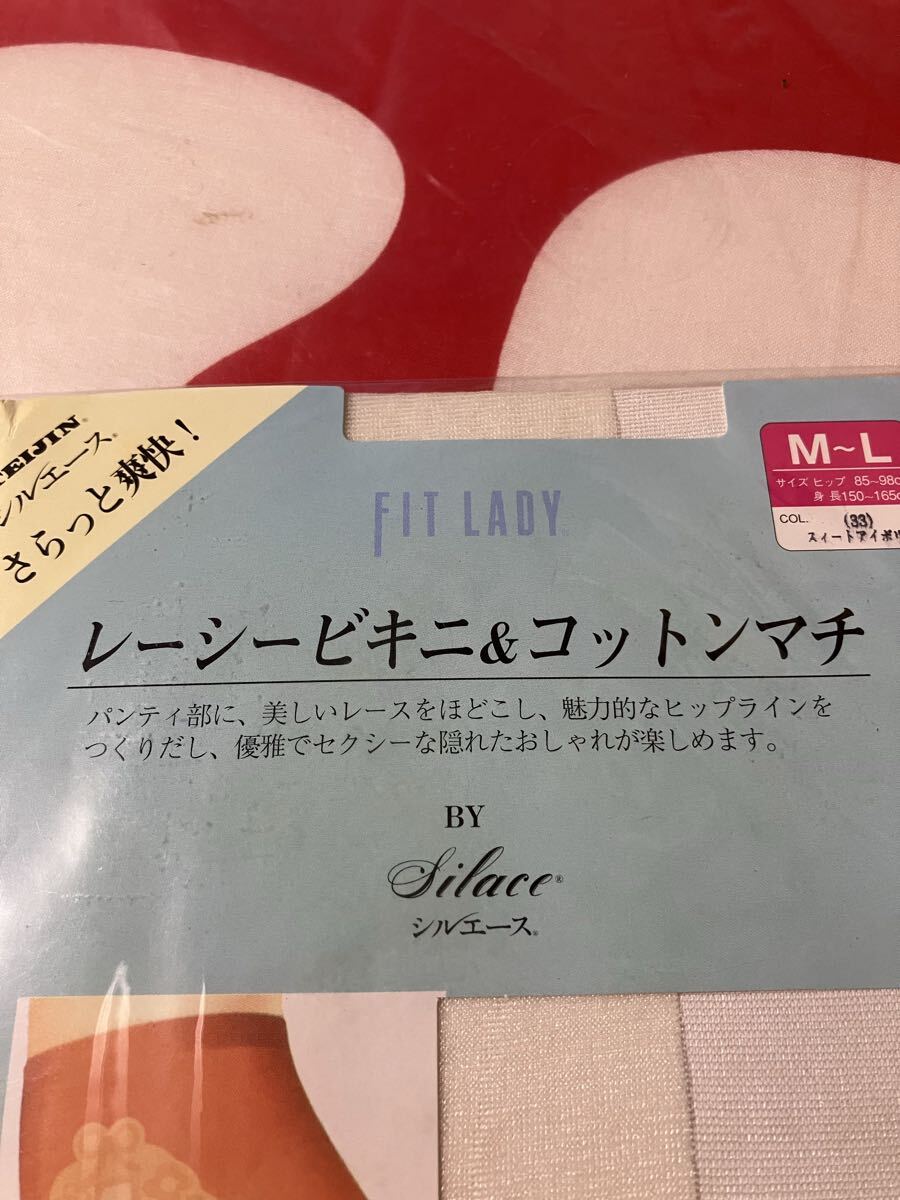 TEIJIN®
シルエース®
さらっと爽快!
FIT LADY
M~L
サイズ ヒップ 85~98c
身長150~165c
COL. (33)
スィートアイボリ
レーシービキニ&コットンマチ
パンティ部に、美しいレースをほどこし、魅力的なヒップラインを
つくりだし、優雅でセクシーな隠れたおしゃれが楽しめます。
BY
Silace®
シルエース®